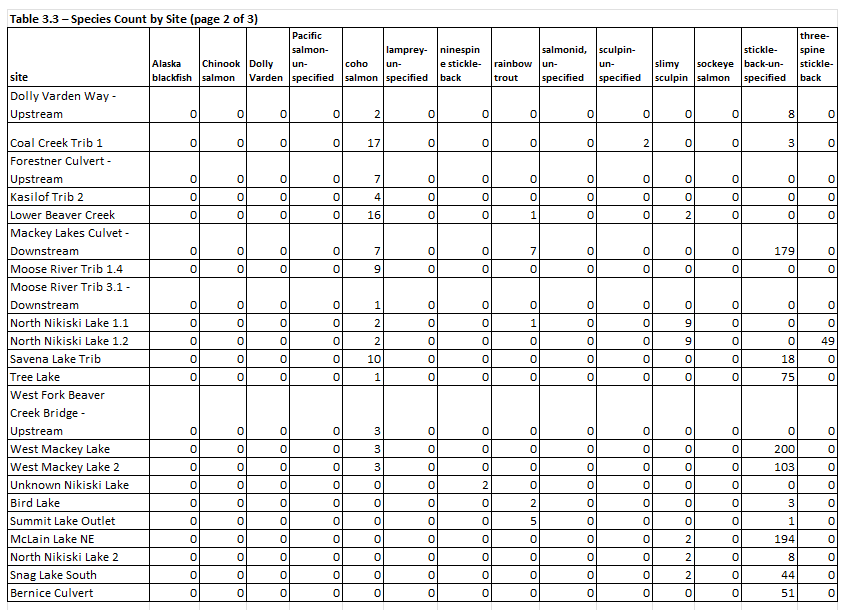 Table 3.3 – Species Count by Site (page 2 of 3)
site Alaska blackfish Chinook salmon Dolly Varden Pacific salmon-un-specified coho salmon lamprey-un-specified ninespin e stickle-back rainbow trout salmonid, un-specified sculpin-un-specified slimy sculpin sockeye salmon stickle-back-un-specified three-spine stickle-back
Dolly Varden Way -
Upstream 0 0 0 0 2 0 0 0 0 0 0 0 8 0
Coal Creek Trib 1 0 0 0 0 17 0 0 0 0 2 0 0 3 0
Forestner Culvert -
Upstream 0 0 0 0 7 0 0 0 0 0 0 0 0 0
Kasilof Trib 2 0 0 0 0 4 0 0 0 0 0 0 0 0 0
Lower Beaver Creek 0 0 0 0 16 0 0 1 0 0 2 0 0 0
Mackey Lakes Culvet -
Downstream 0 0 0 0 7 0 0 7 0 0 0 0 179 0
Moose River Trib 1.4 0 0 0 0 9 0 0 0 0 0 0 0 0 0
Moose River Trib 3.1 -
Downstream 0 0 0 0 1 0 0 0 0 0 0 0 0 0
North Nikiski Lake 1.1 0 0 0 0 2 0 0 1 0 0 9 0 0 0
North Nikiski Lake 1.2 0 0 0 0 2 0 0 0 0 0 9 0 0 49
Savena Lake Trib 0 0 0 0 10 0 0 0 0 0 0 0 18 0
Tree Lake 0 0 0 0 1 0 0 0 0 0 0 0 75 0
West Fork Beaver
Creek Bridge -
Upstream 0 0 0 0 3 0 0 0 0 0 0 0 0 0
West Mackey Lake 0 0 0 0 3 0 0 0 0 0 0 0 200 0
West Mackey Lake 2 0 0 0 0 3 0 0 0 0 0 0 0 103 0
Unknown Nikiski Lake 0 0 0 0 0 0 2 0 0 0 0 0 0 0
Bird Lake 0 0 0 0 0 0 0 2 0 0 0 0 3 0
Summit Lake Outlet 0 0 0 0 0 0 0 5 0 0 0 0 1 0
McLain Lake NE 0 0 0 0 0 0 0 0 0 0 2 0 194 0
North Nikiski Lake 2 0 0 0 0 0 0 0 0 0 0 2 0 8 0
Snag Lake South 0 0 0 0 0 0 0 0 0 0 2 0 44 0
Bernice Culvert 0 0 0 0 0 0 0 0 0 0 0 0 51 0